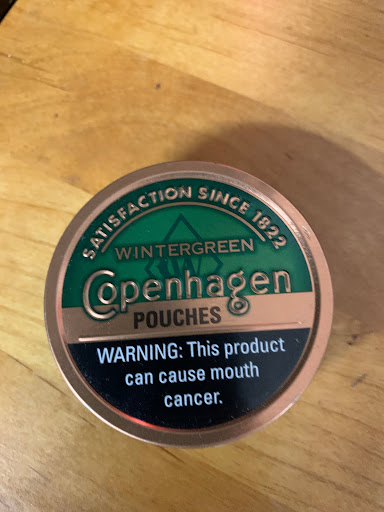 SATISFACTION SINCE 1822
WINTERGREEN
Copenhagen
POUCHES
WARNING: This product
can cause mouth
cancer.